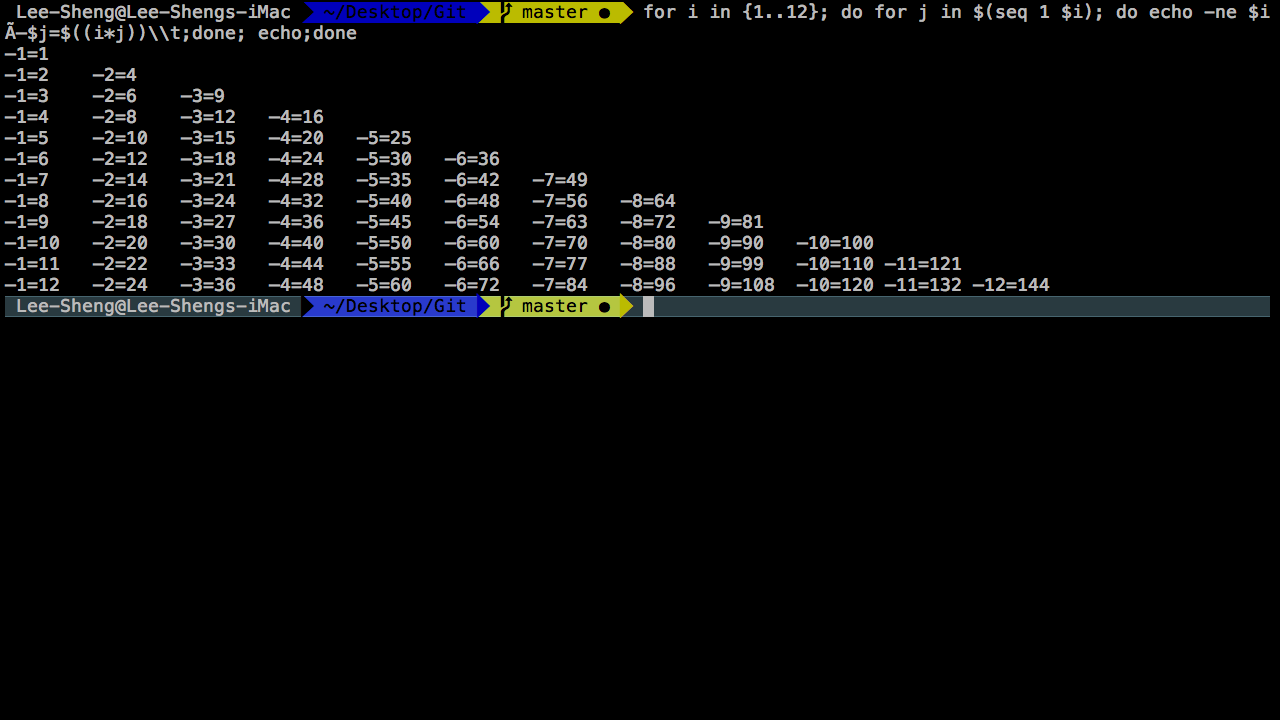 Lee-Sheng@Lee-Shengs-iMac ~/Desktop/Git master ● for i in {1..12}; do for j in $(seq 1 $i); do echo -ne $i
Ã—$j=$((i*j))\\t;done; echo;done
—1=1
—1=2 —2=4
—1=3 —2=6 —3=9
—1=4 —2=8 —3=12 —4=16
—1=5 —2=10 —3=15 —4=20 —5=25
—1=6 —2=12 —3=18 —4=24 —5=30 —6=36
—1=7 —2=14 —3=21 —4=28 —5=35 —6=42 —7=49
—1=8 —2=16 —3=24 —4=32 —5=40 —6=48 —7=56 —8=64
—1=9 —2=18 —3=27 —4=36 —5=45 —6=54 —7=63 —8=72 —9=81
—1=10 —2=20 —3=30 —4=40 —5=50 —6=60 —7=70 —8=80 —9=90 —10=100
—1=11 —2=22 —3=33 —4=44 —5=55 —6=66 —7=77 —8=88 —9=99 —10=110 —11=121
—1=12 —2=24 —3=36 —4=48 —5=60 —6=72 —7=84 —8=96 —9=108 —10=120 —11=132 —12=144
Lee-Sheng@Lee-Shengs-iMac ~/Desktop/Git master ●